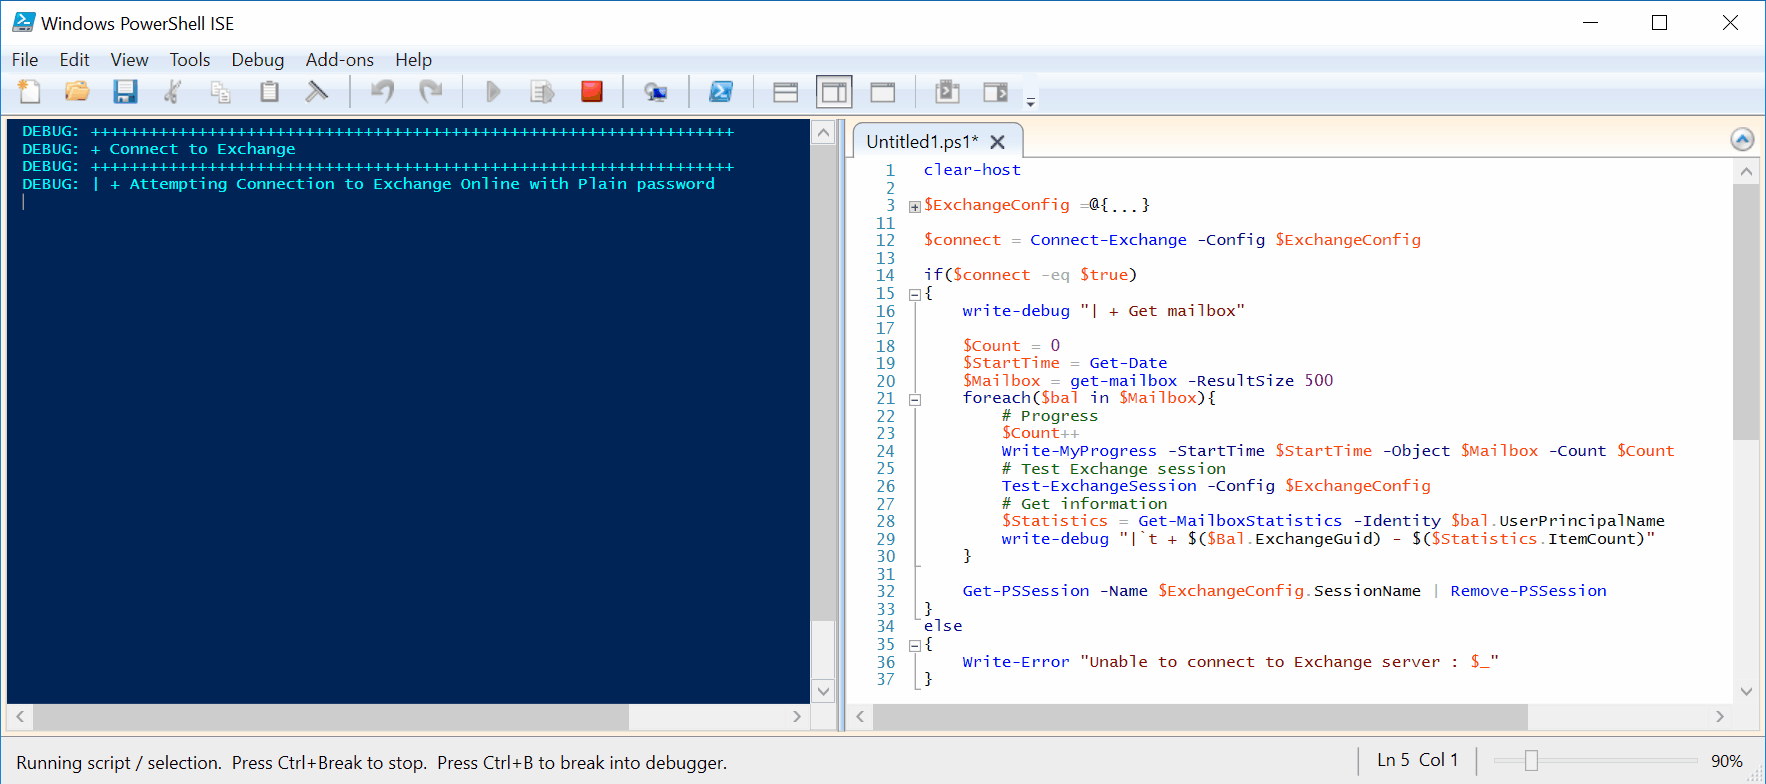 Windows PowerShell ISE
File Edit View Tools Debug Add-ons Help
DEBUG: ++++++++++++++++++++++++++++++++++++++++++++++++++++++++++++++++++
DEBUG: + Connect to Exchange
DEBUG: ++++++++++++++++++++++++++++++++++++++++++++++++++++++++++++++++++
DEBUG: | + Attempting Connection to Exchange Online with Plain password
Untitled1.ps1*
1 clear-host
2
3 $ExchangeConfig =@{...}
11
12 $connect = Connect-Exchange -Config $ExchangeConfig
13
14 if($connect -eq $true)
15 {
16 write-debug "| + Get mailbox"
17
18 $Count = 0
19 $StartTime = Get-Date
20 $Mailbox = get-mailbox -ResultSize 500
21 foreach($bal in $Mailbox){
22 # Progress
23 $Count++
24 Write-MyProgress -StartTime $StartTime -Object $Mailbox -Count $Count
25 # Test Exchange session
26 Test-ExchangeSession -Config $ExchangeConfig
27 # Get information
28 $Statistics = Get-MailboxStatistics -Identity $bal.UserPrincipalName
29 write-debug "|`t + $($Bal.ExchangeGuid) - $($Statistics.ItemCount)"
30 }
31
32 Get-PSSession -Name $ExchangeConfig.SessionName | Remove-PSSession
33 }
34 else
35 {
36 Write-Error "Unable to connect to Exchange server : $_"
37 }
Running script / selection. Press Ctrl+Break to stop. Press Ctrl+B to break into debugger.
Ln 5 Col 1
90%